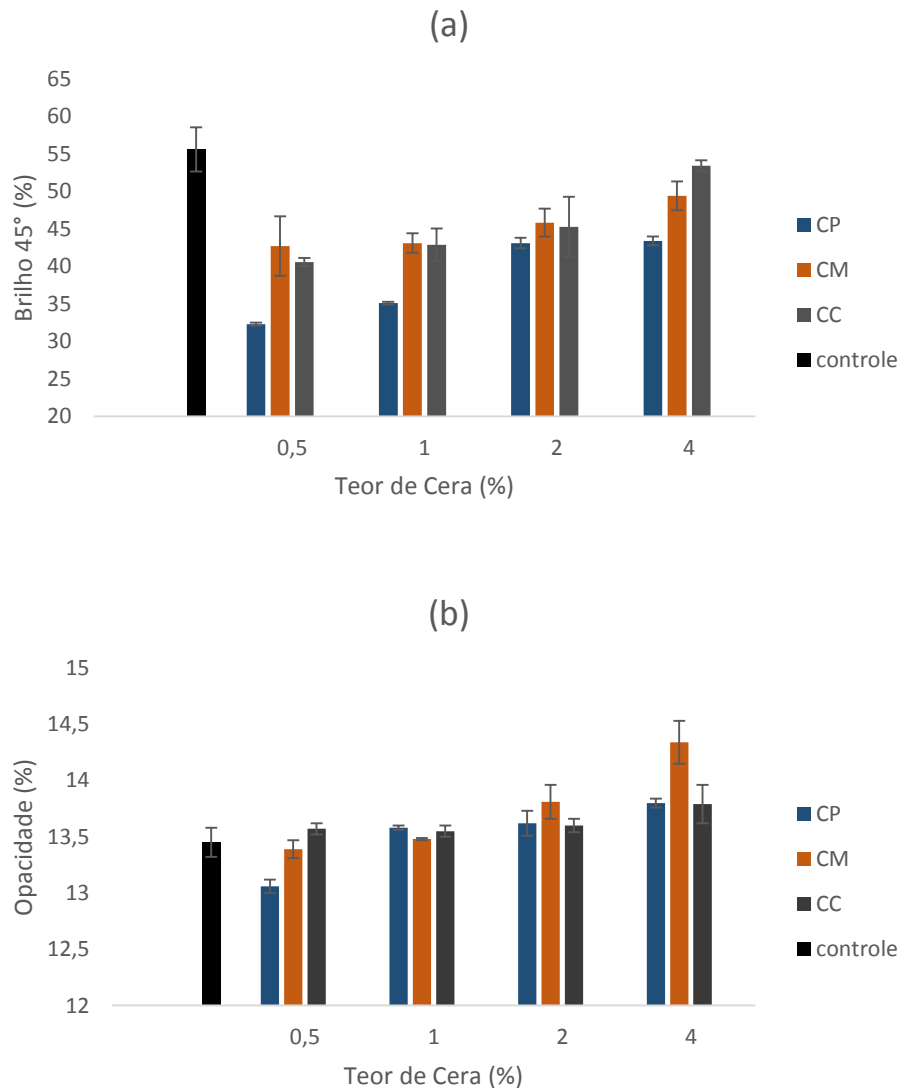 (a)
65
60
55
50
45
40
35
30
25
20
Brilho 45° (%)
0,5 1 2 4
Teor de Cera (%)
CP
CM
CC
controle
(b)
15
14,5
14
13,5
13
12,5
12
Opacidade (%)
0,5 1 2 4
Teor de Cera (%)
CP
CM
CC
controle